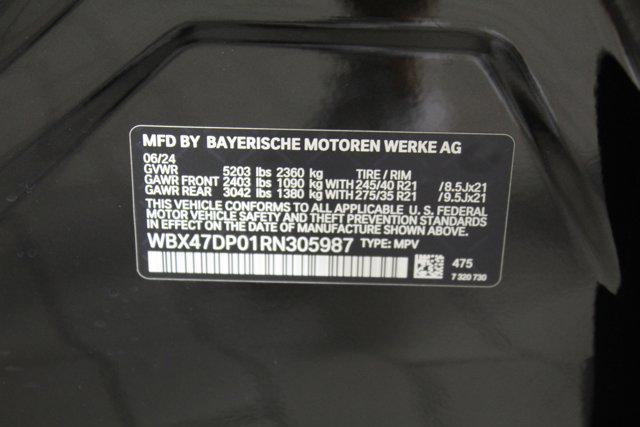 MFD BY BAYERISCHE MOTOREN WERKE AG
06/24
GVWR 5203 lbs 2360 kg TIRE / RIM
GAWR FRONT 2403 lbs 1090 kg WITH 245/40 R21 /8.5Jx21
GAWR REAR 3042 lbs 1380 kg WITH 275/35 R21 /9.5Jx21
THIS VEHICLE CONFORMS TO ALL APPLICABLE U. S. FEDERAL
MOTOR VEHICLE SAFETY AND THEFT PREVENTION STANDARDS
IN EFFECT ON THE DATE OF MANUFACTURE SHOWN ABOVE.
WBX47DP01RN305987 TYPE: MPV
475
7 320 730